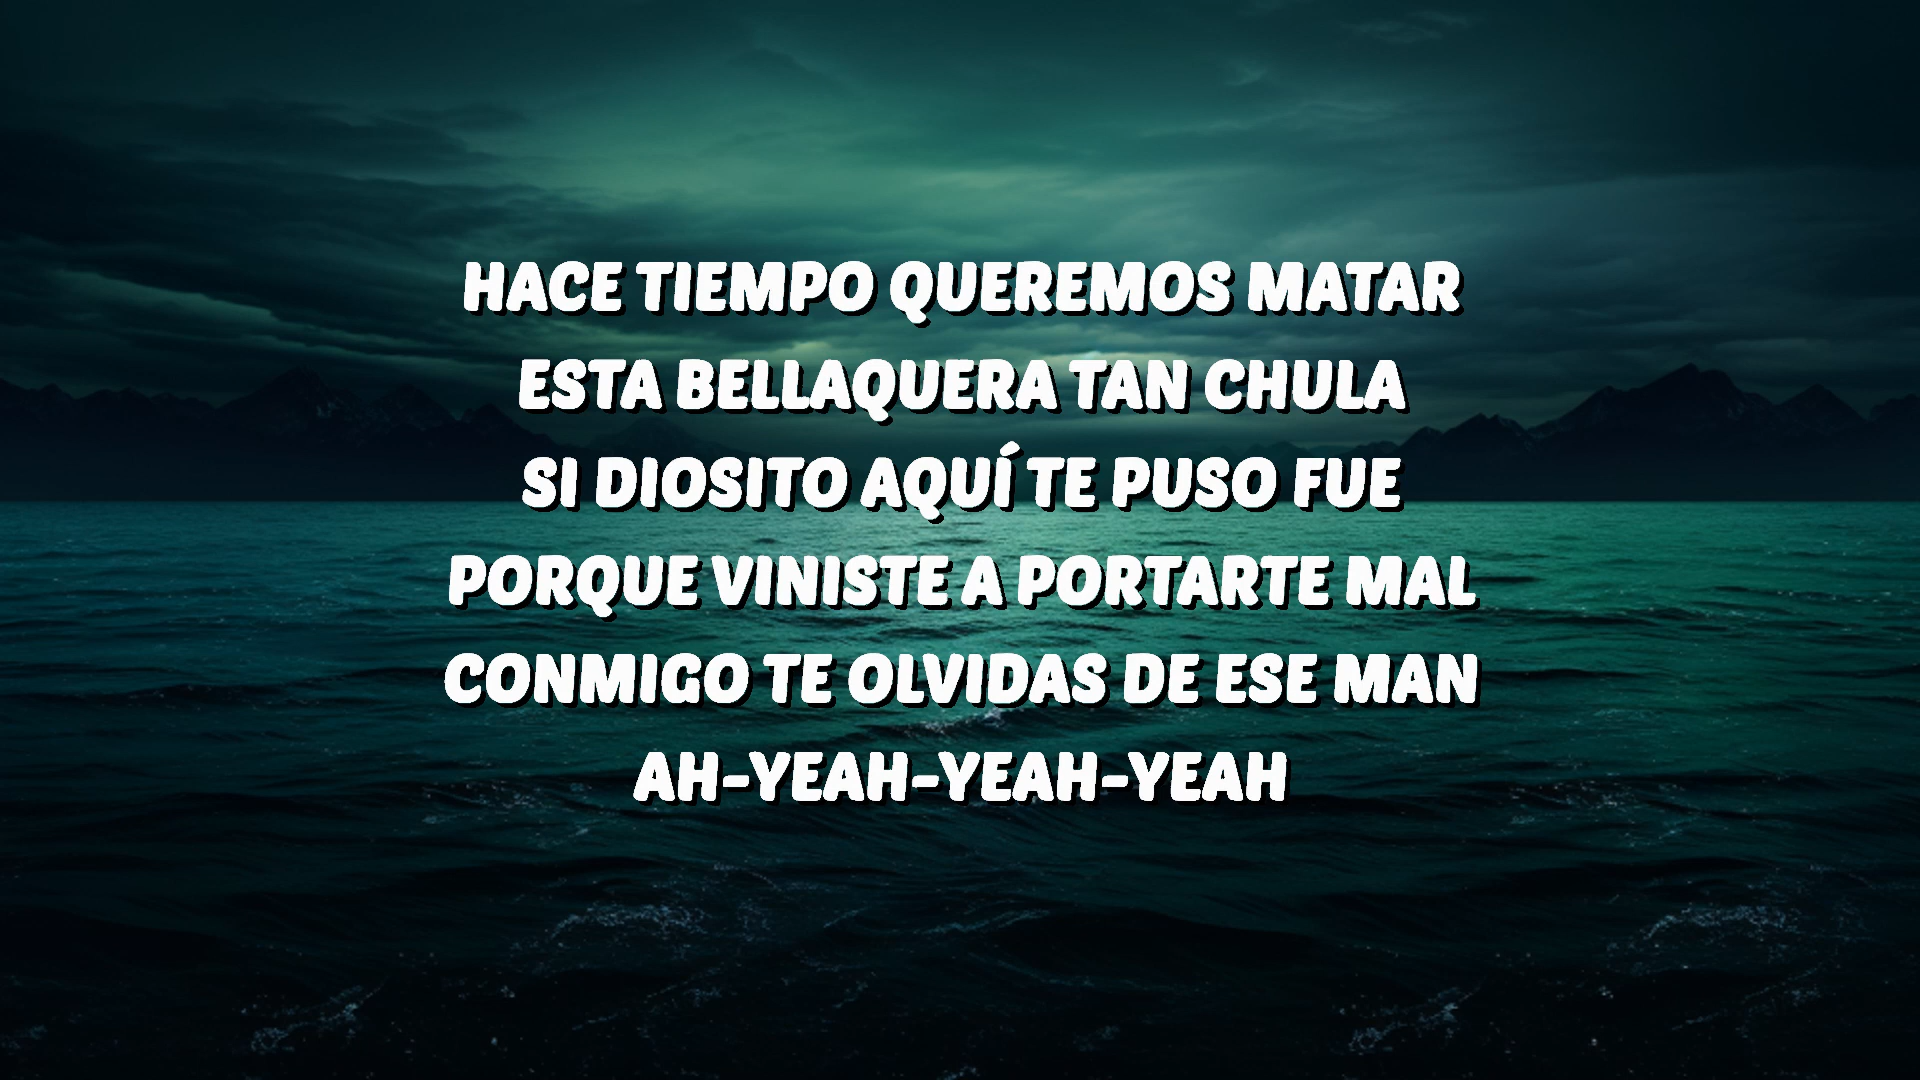 HACE TIEMPO QUEREMOS MATAR
ESTA BELLAQUERA TAN CHULA
SI DIOSITO AQUÍ TE PUSO FUE
PORQUE VINISTE A PORTARTE MAL
CONMIGO TE OLVIDAS DE ESE MAN
AH-YEAH-YEAH-YEAH